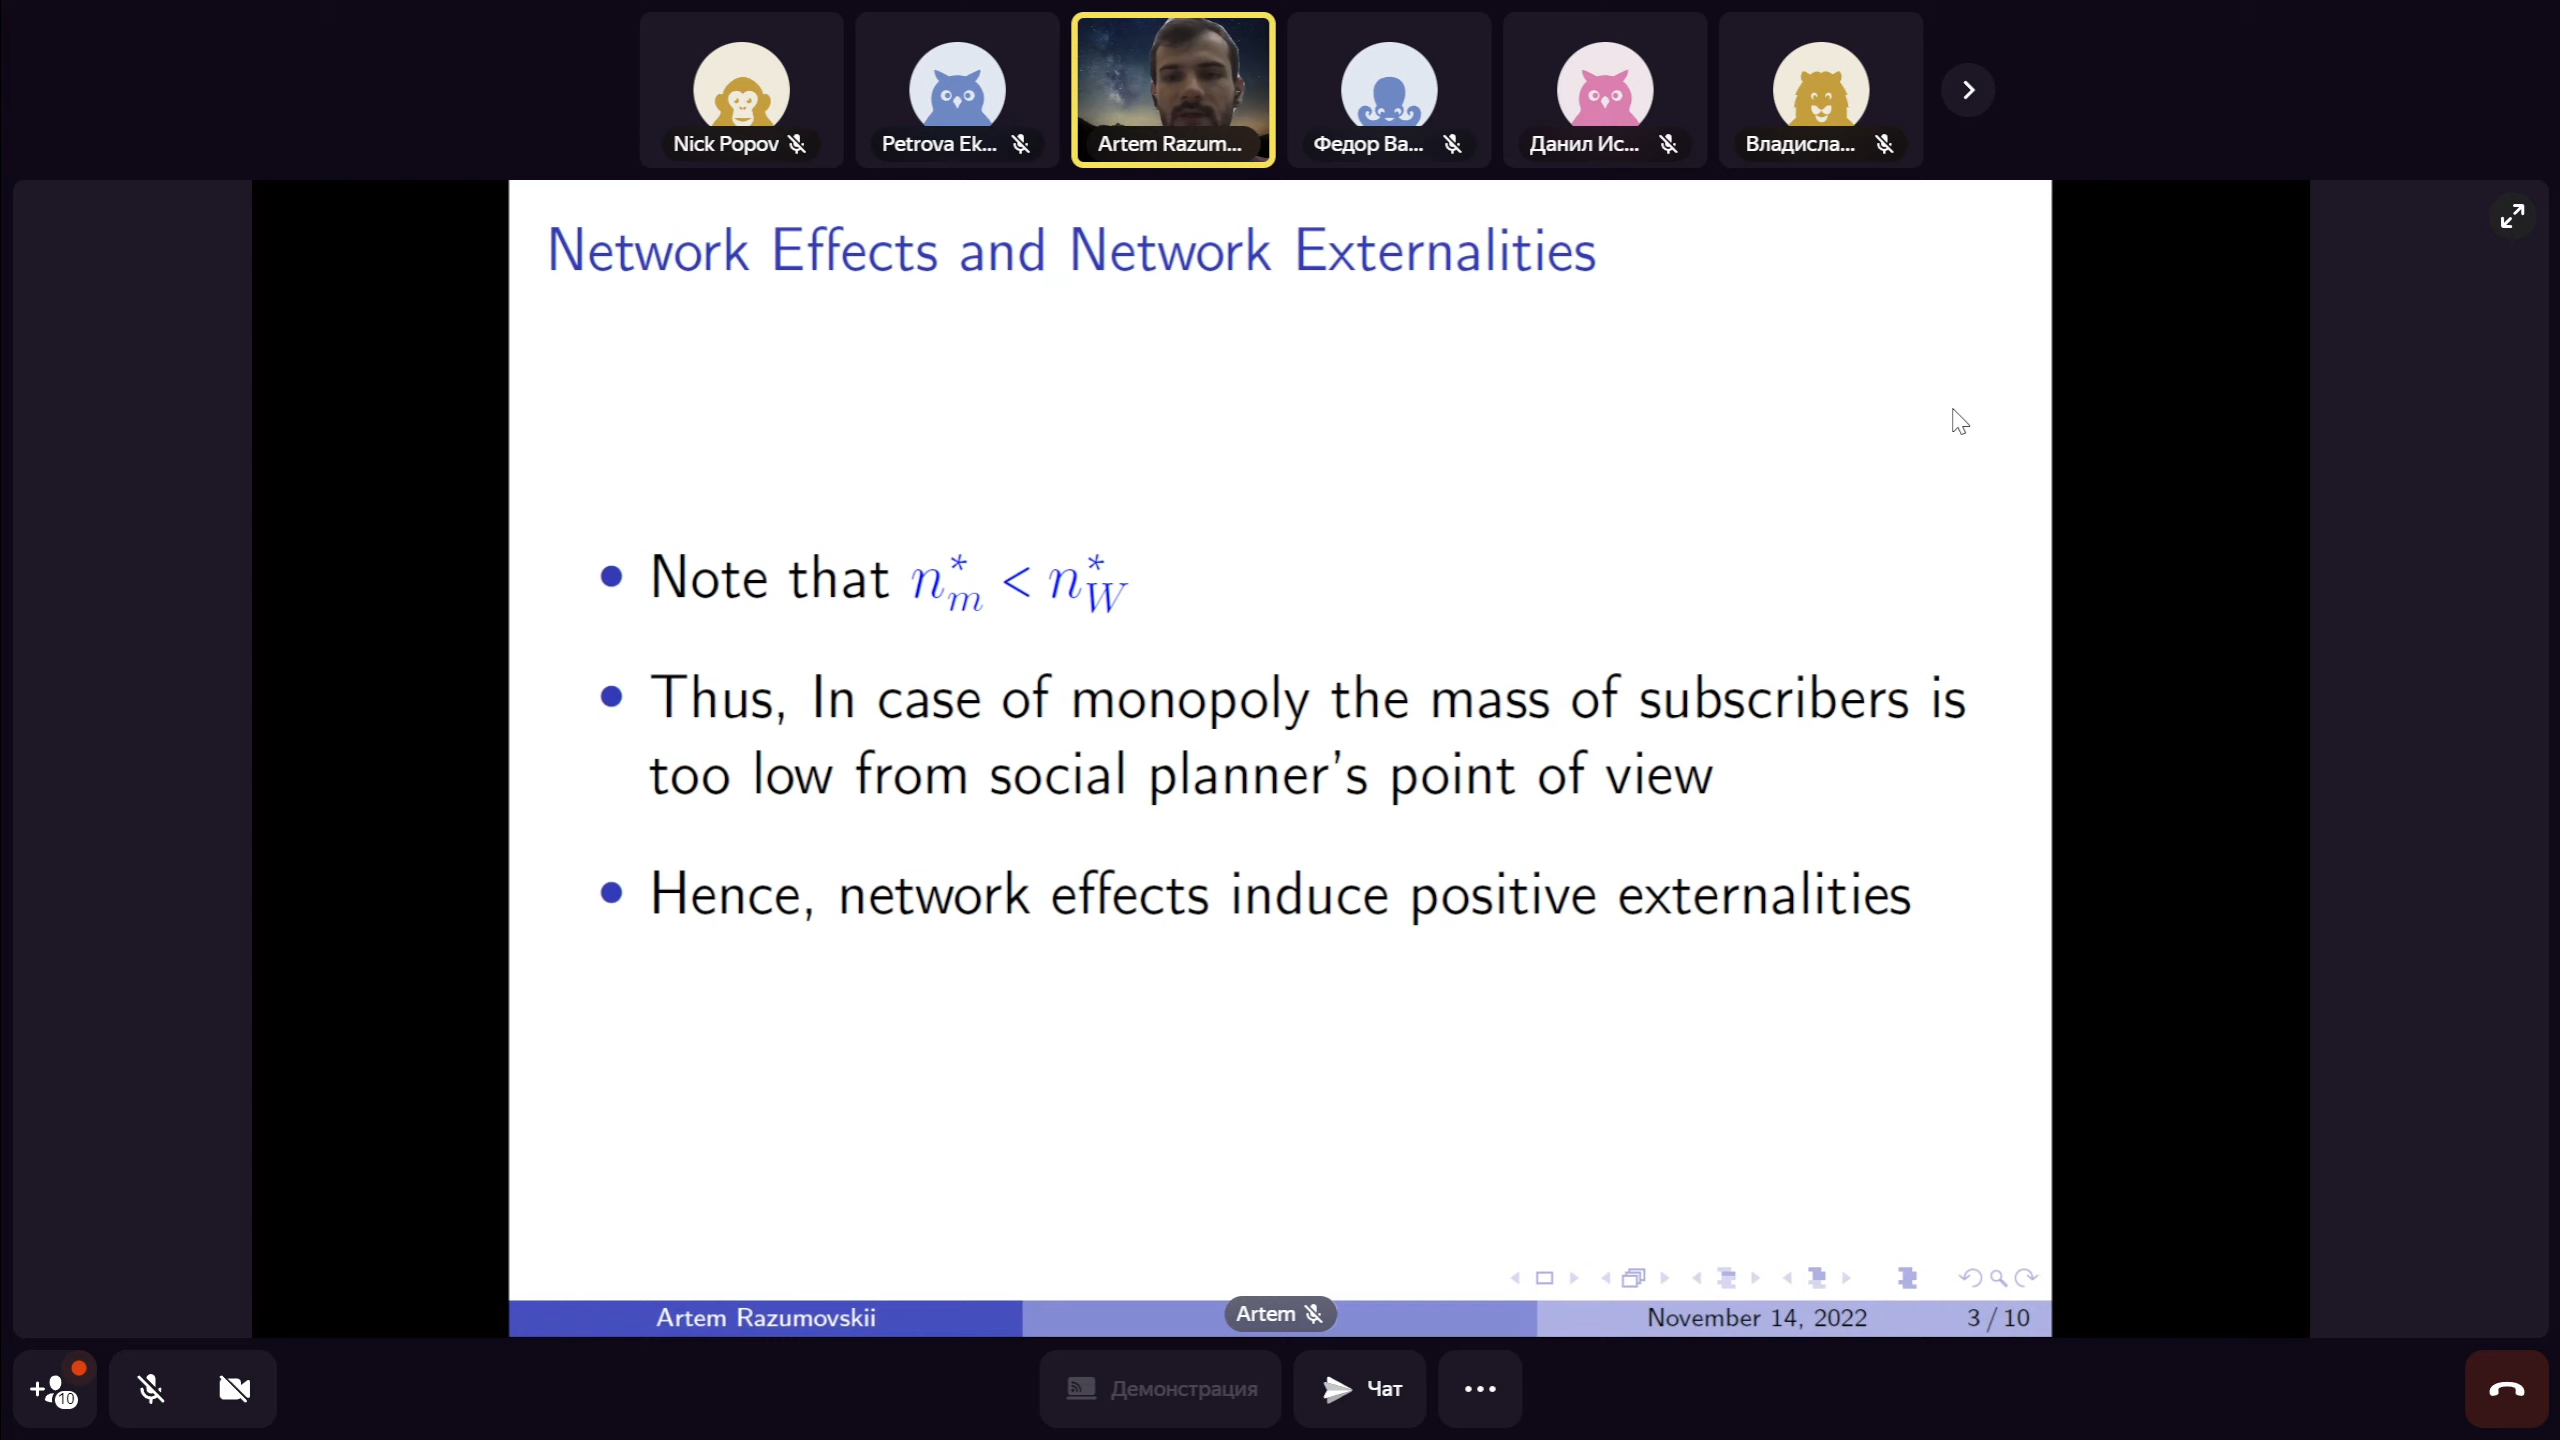 Nick Popov
Petrova Ek...
Artem Razum...
Федор Ва...
Данил Ис...
Владисла...
Network Effects and Network Externalities
Note that n*m < n*W
Thus, In case of monopoly the mass of subscribers is
too low from social planner's point of view
Hence, network effects induce positive externalities
Artem Razumovskii
Artem
November 14, 2022
3 / 10
10
Демонстрация
Чат